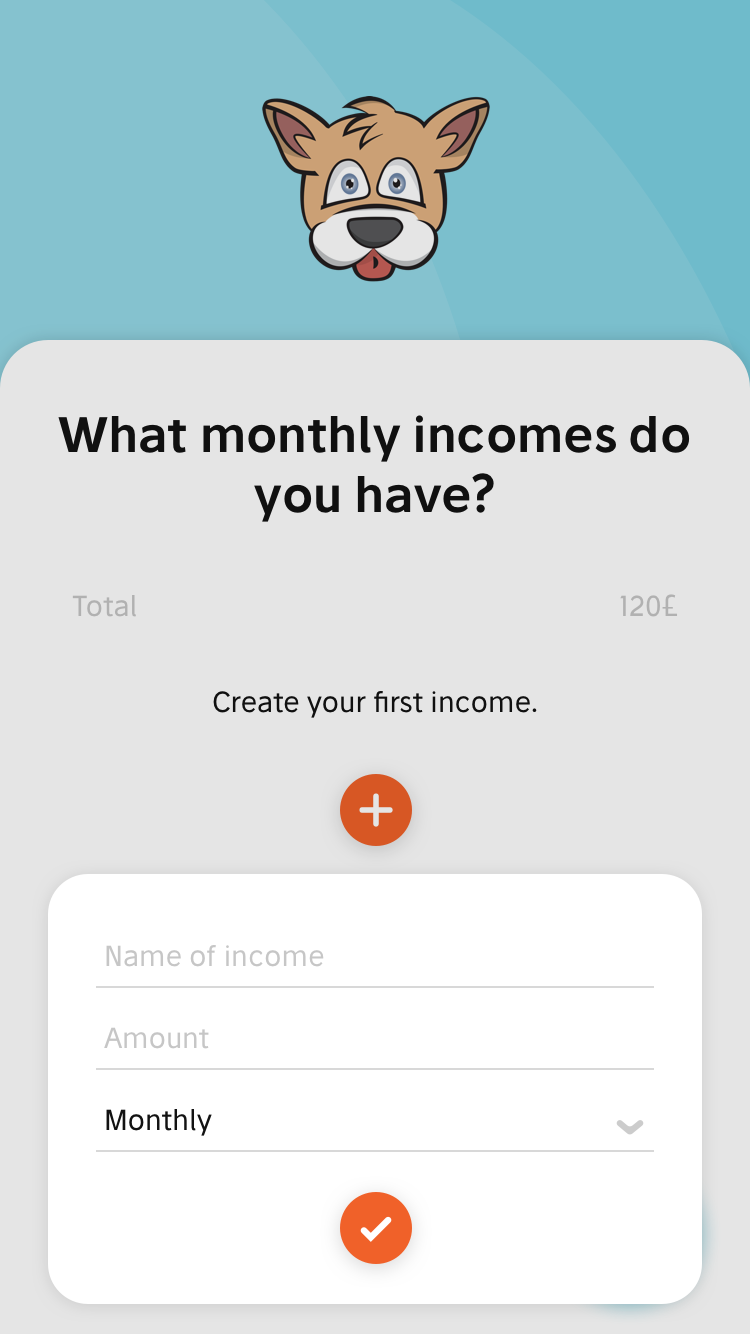 What monthly incomes do
you have?
Total 120£
Create your first income.
Name of income
Amount
Monthly